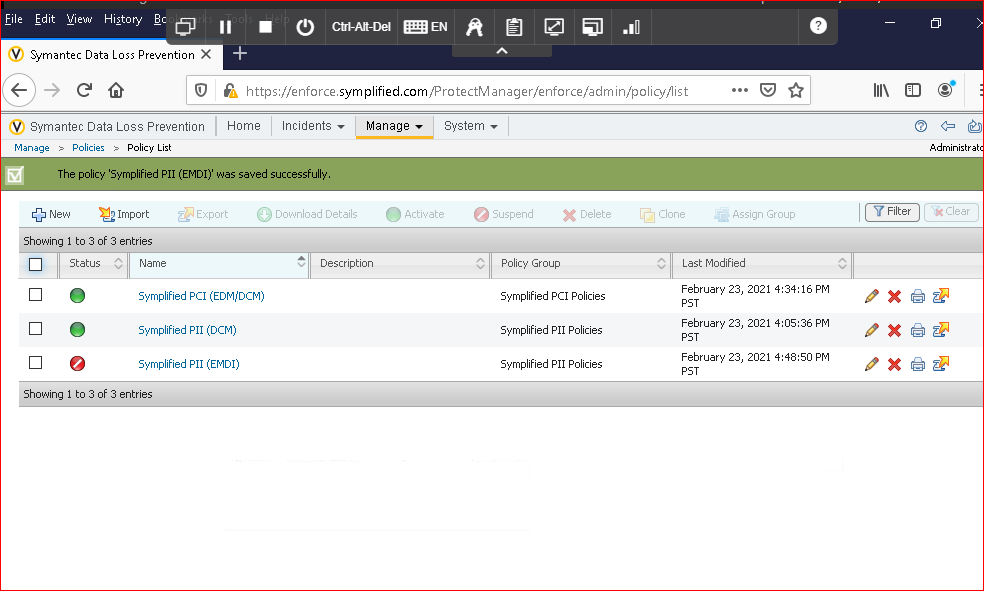 File Edit View History
Ctrl-Alt-Del EN ?
Symantec Data Loss Prevention
https://enforce.symplified.com/ProtectManager/enforce/admin/policy/list
Symantec Data Loss Prevention Home Incidents Manage System
Manage > Policies > Policy List Administrato
The policy 'Symplified PII (EMDI)' was saved successfully.
New Import Export Download Details Activate Suspend Delete Clone Assign Group Filter Clear
Showing 1 to 3 of 3 entries
Status Name Description Policy Group Last Modified
Symplified PCI (EDM/DCM) Symplified PCI Policies February 23, 2021 4:34:16 PM
PST
Symplified PII (DCM) Symplified PII Policies February 23, 2021 4:05:36 PM
PST
Symplified PII (EMDI) Symplified PII Policies February 23, 2021 4:48:50 PM
PST
Showing 1 to 3 of 3 entries